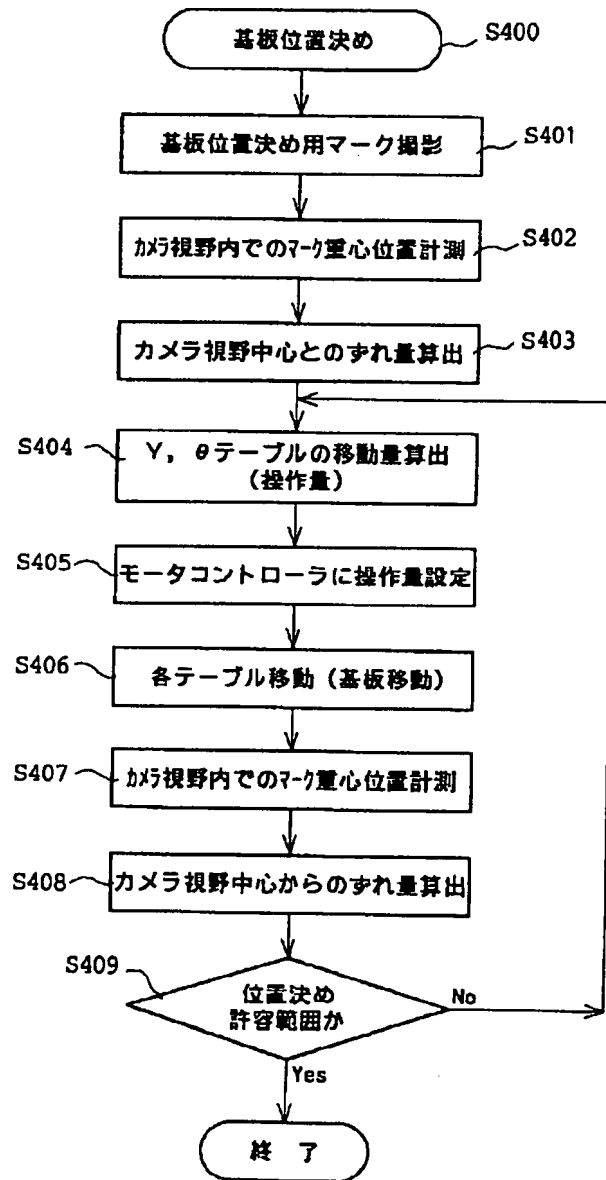 基板位置決め
S400
基板位置決め用マーク撮影
S401
カメラ視野内でのマーク重心位置計測
S402
カメラ視野中心とのずれ量算出
S403
S404
Y, θテーブルの移動量算出
(操作量)
S405
モータコントローラに操作量設定
S406
各テーブル移動(基板移動)
S407
カメラ視野内でのマーク重心位置計測
S408
カメラ視野中心からのずれ量算出
S409
位置決め
許容範囲か
No
Yes
終 了